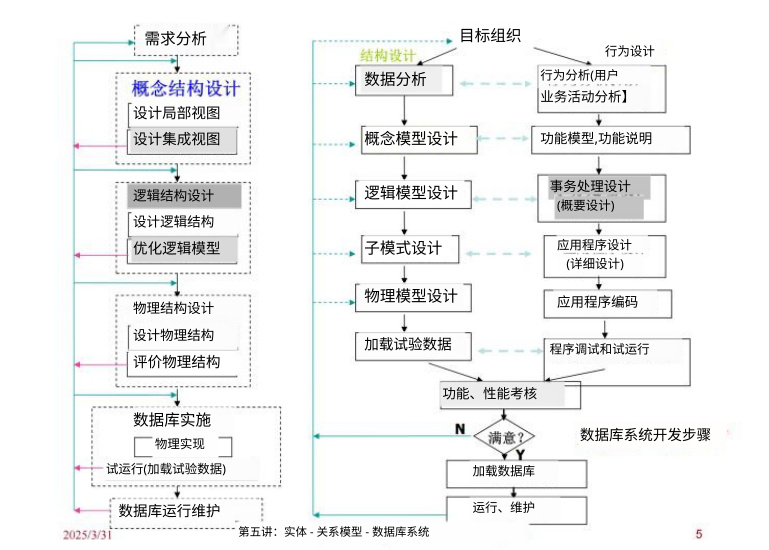 需求分析
概念结构设计
设计局部视图
设计集成视图
逻辑结构设计
设计逻辑结构
优化逻辑模型
物理结构设计
设计物理结构
评价物理结构
数据库实施
物理实现
试运行(加载试验数据)
数据库运行维护
目标组织
结构设计
行为设计
数据分析
行为分析(用户
业务活动分析】
概念模型设计
功能模型,功能说明
逻辑模型设计
事务处理设计
(概要设计)
子模式设计
应用程序设计
(详细设计)
物理模型设计
应用程序编码
加载试验数据
程序调试和试运行
功能、性能考核
N
满意?
Y
数据库系统开发步骤
加载数据库
运行、维护
2025/3/31
第五讲：实体 - 关系模型 - 数据库系统
5